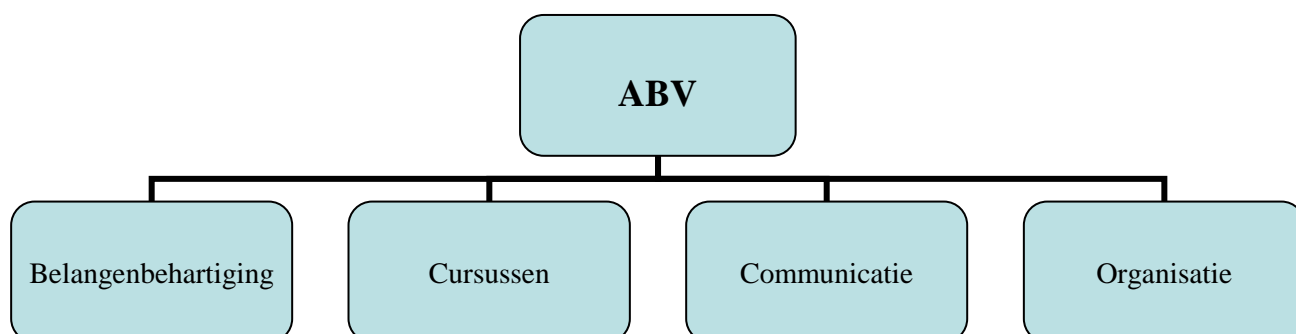 ABV
Belangenbehartiging
Cursussen
Communicatie
Organisatie